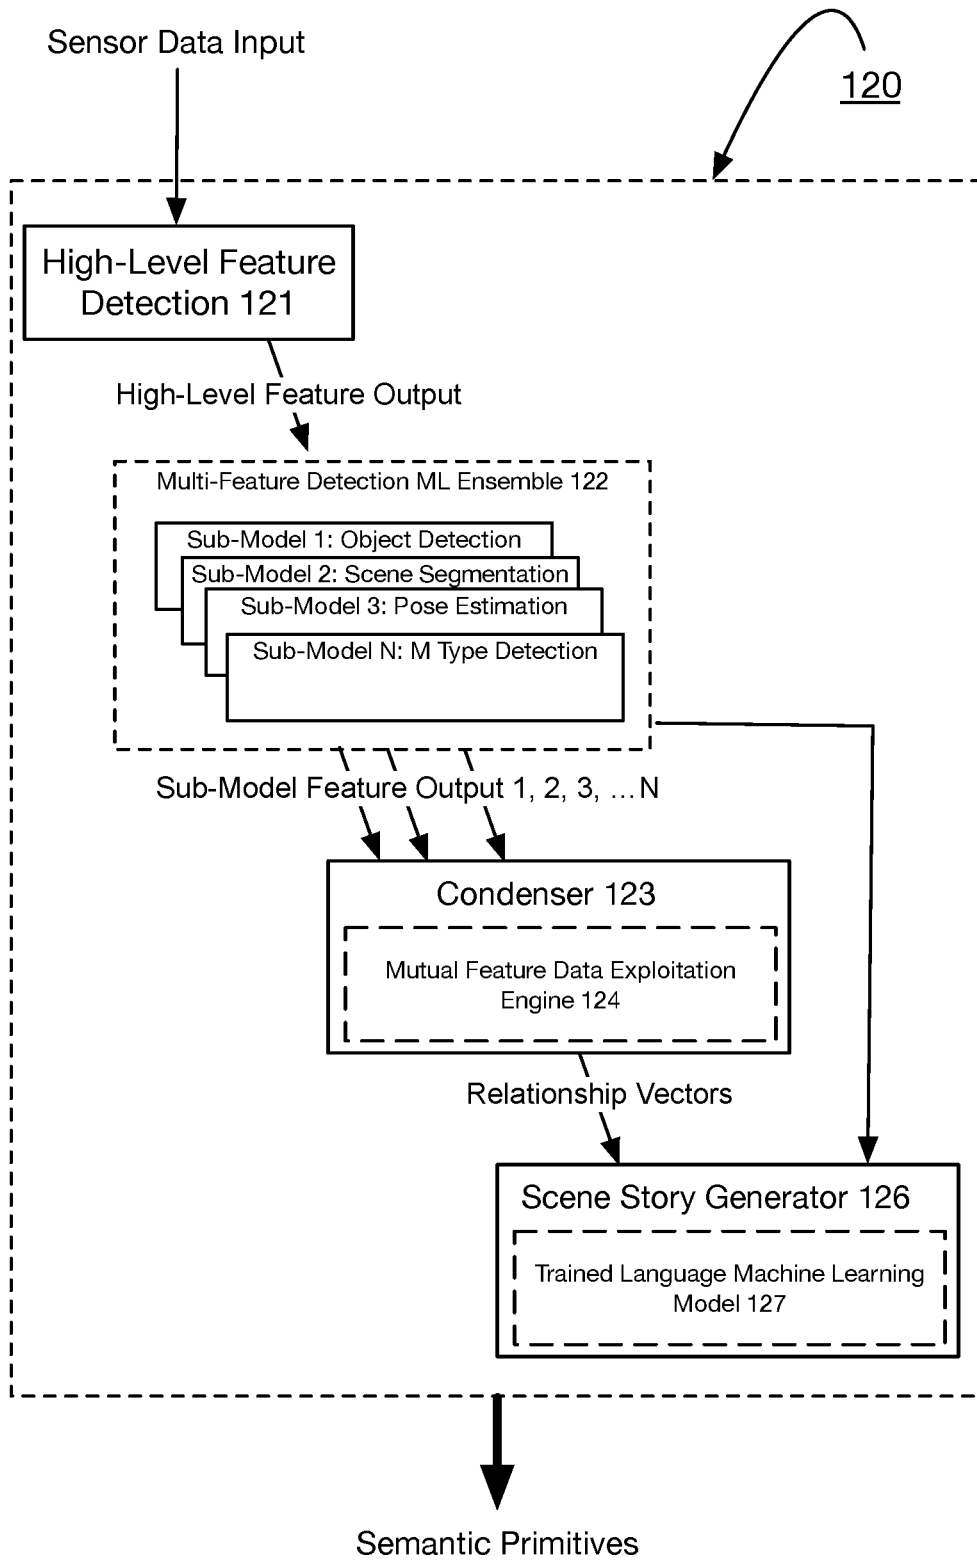 Sensor Data Input
120
High-Level Feature
Detection 121
High-Level Feature Output
Multi-Feature Detection ML Ensemble 122
Sub-Model 1: Object Detection
Sub-Model 2: Scene Segmentation
Sub-Model 3: Pose Estimation
Sub-Model N: M Type Detection
Sub-Model Feature Output 1, 2, 3, …N
Condenser 123
Mutual Feature Data Exploitation
Engine 124
Relationship Vectors
Scene Story Generator 126
Trained Language Machine Learning
Model 127
Semantic Primitives